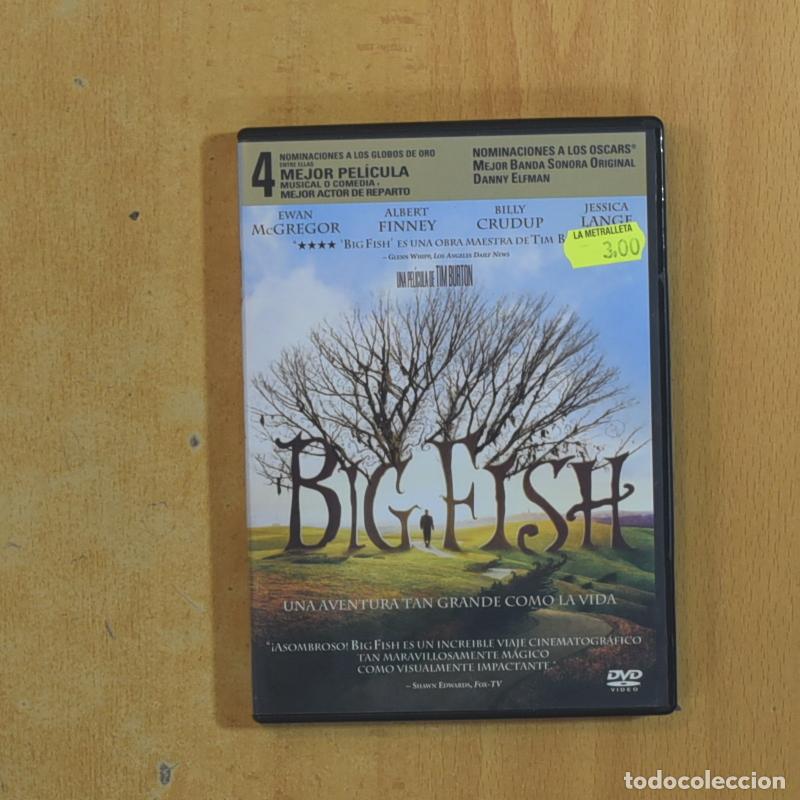 4
NOMINACIONES A LOS GLOBOS DE ORO
ENTRE ELLAS
MEJOR PELÍCULA
MUSICAL O COMEDIA Y
MEJOR ACTOR DE REPARTO
NOMINACIONES A LOS OSCARS®
MEJOR BANDA SONORA ORIGINAL
DANNY ELFMAN
EWAN McGREGOR
ALBERT FINNEY
BILLY CRUDUP
JESSICA LANGE
LA METRALLETA
3,00
"★★★★ 'BIG FISH' ES UNA OBRA MAESTRA DE TIM
– GLENN WHIPP, LOS ANGELES DAILY NEWS
UNA PELÍCULA DE TIM BURTON
BIG FISH
UNA AVENTURA TAN GRANDE COMO LA VIDA
"¡ASOMBROSO! BIG FISH ES UN INCREIBLE VIAJE CINEMATOGRÁFICO
TAN MARAVILLOSAMENTE MÁGICO
COMO VISUALMENTE IMPACTANTE."
– SHAWN EDWARDS, FOX-TV
DVD
VIDEO
todocoleccion